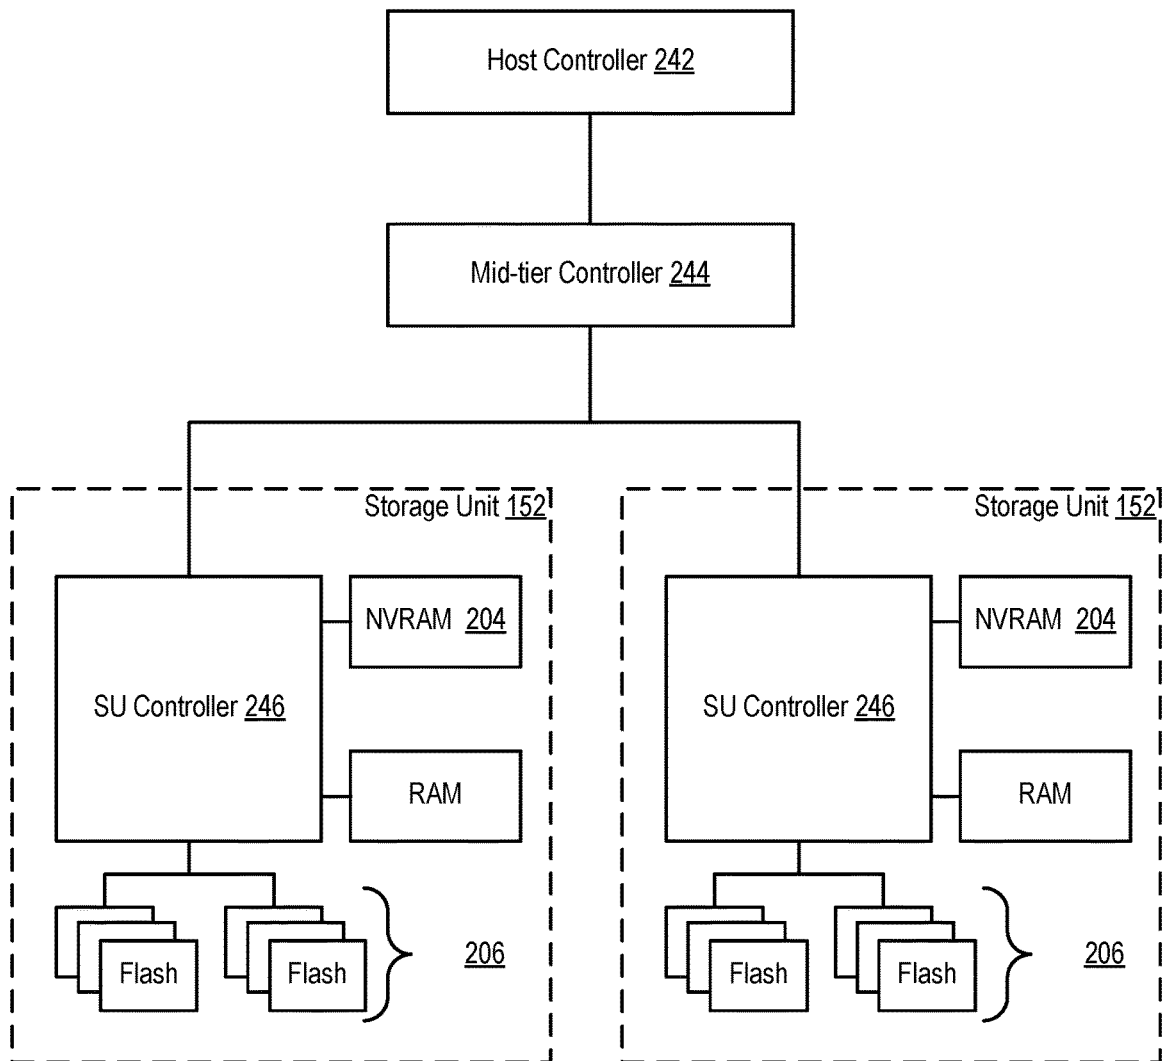 Host Controller 242
Mid-tier Controller 244
Storage Unit 152
NVRAM 204
SU Controller 246
RAM
Flash
Flash
206
Storage Unit 152
NVRAM 204
SU Controller 246
RAM
Flash
Flash
206